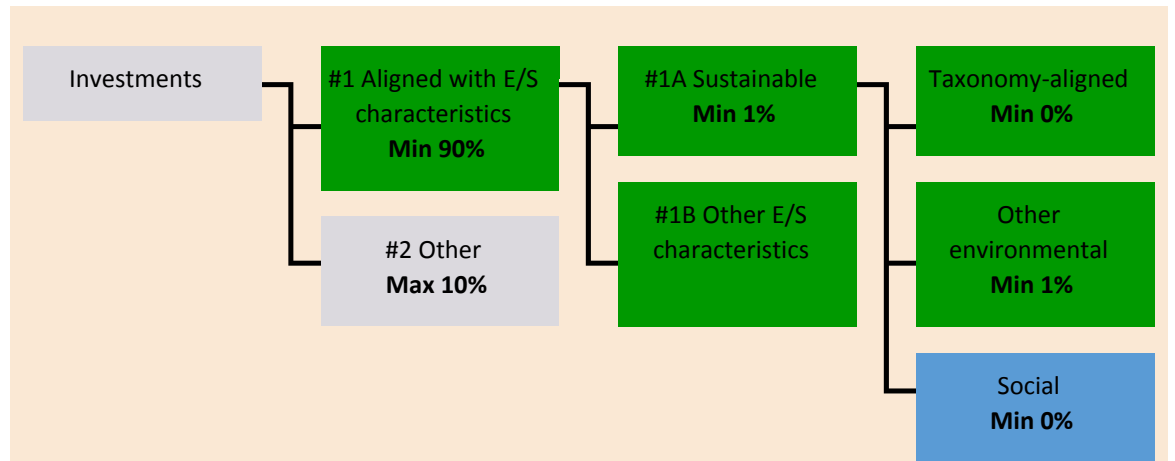 Investments
#1 Aligned with E/S
characteristics
Min 90%
#2 Other
Max 10%
#1A Sustainable
Min 1%
#1B Other E/S
characteristics
Taxonomy-aligned
Min 0%
Other
environmental
Min 1%
Social
Min 0%